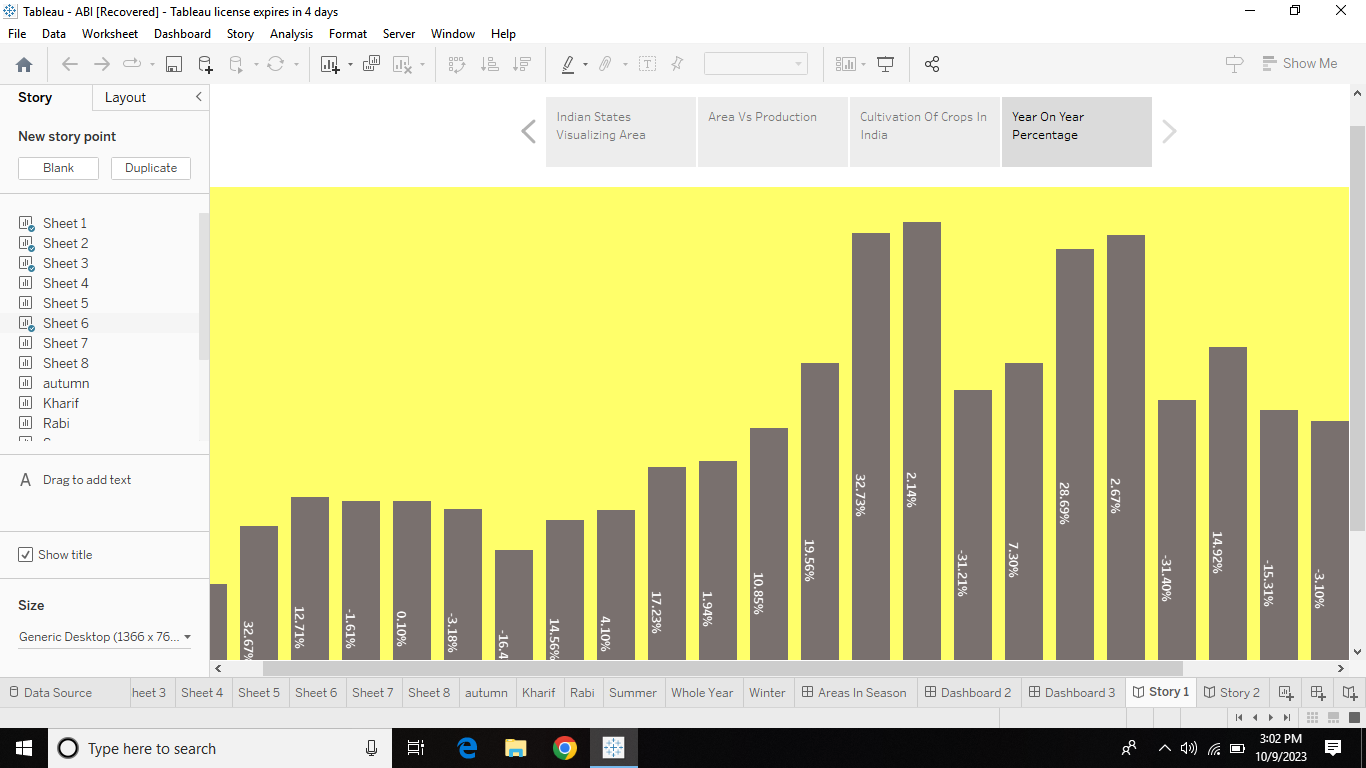 Tableau - ABI [Recovered] - Tableau license expires in 4 days
File Data Worksheet Dashboard Story Analysis Format Server Window Help
Show Me
Story Layout
New story point
Blank Duplicate
Sheet 1
Sheet 2
Sheet 3
Sheet 4
Sheet 5
Sheet 6
Sheet 7
Sheet 8
autumn
Kharif
Rabi
A Drag to add text
Show title
Size
Generic Desktop (1366 x 76...
Indian States
Visualizing Area
Area Vs Production
Cultivation Of Crops In
India
Year On Year
Percentage
32.67%
12.71%
-1.61%
0.10%
-3.18%
-16.4
14.56%
4.10%
17.23%
1.94%
10.85%
19.56%
32.73%
2.14%
-31.21%
7.30%
28.69%
2.67%
-31.40%
14.92%
-15.31%
-3.10%
Data Source heet 3 Sheet 4 Sheet 5 Sheet 6 Sheet 7 Sheet 8 autumn Kharif Rabi Summer Whole Year Winter Areas In Season Dashboard 2 Dashboard 3 Story 1 Story 2
Type here to search
3:02 PM
10/9/2023